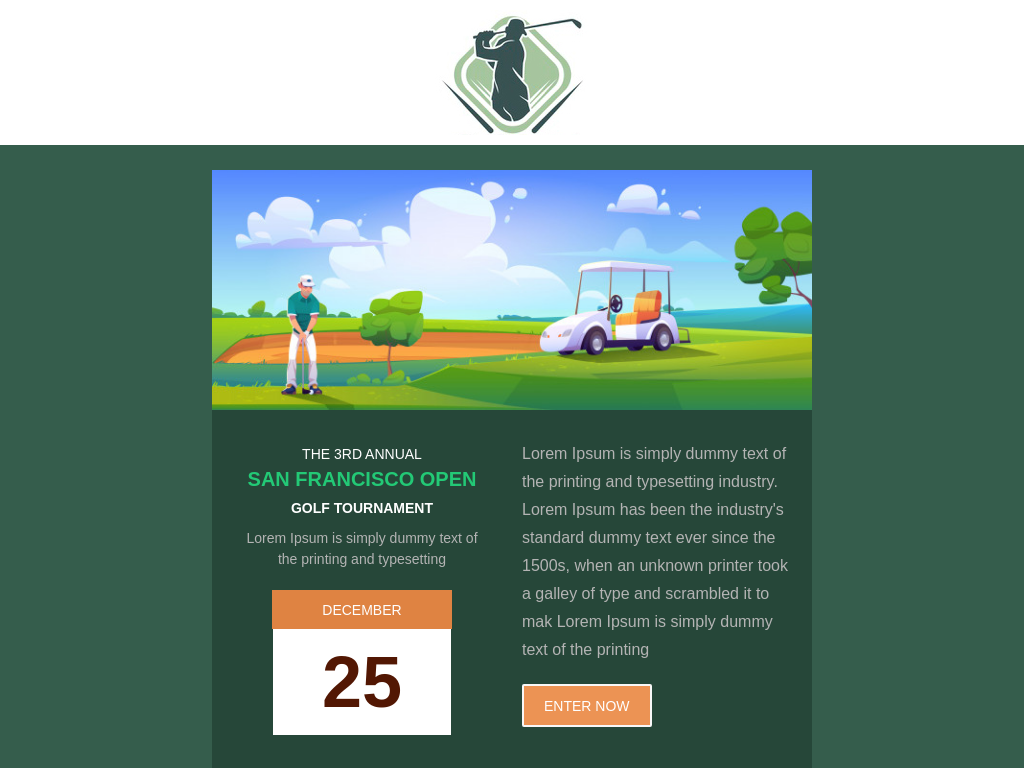 THE 3RD ANNUAL
SAN FRANCISCO OPEN
GOLF TOURNAMENT
Lorem Ipsum is simply dummy text of
the printing and typesetting
DECEMBER
25
Lorem Ipsum is simply dummy text of
the printing and typesetting industry.
Lorem Ipsum has been the industry's
standard dummy text ever since the
1500s, when an unknown printer took
a galley of type and scrambled it to
mak Lorem Ipsum is simply dummy
text of the printing
ENTER NOW